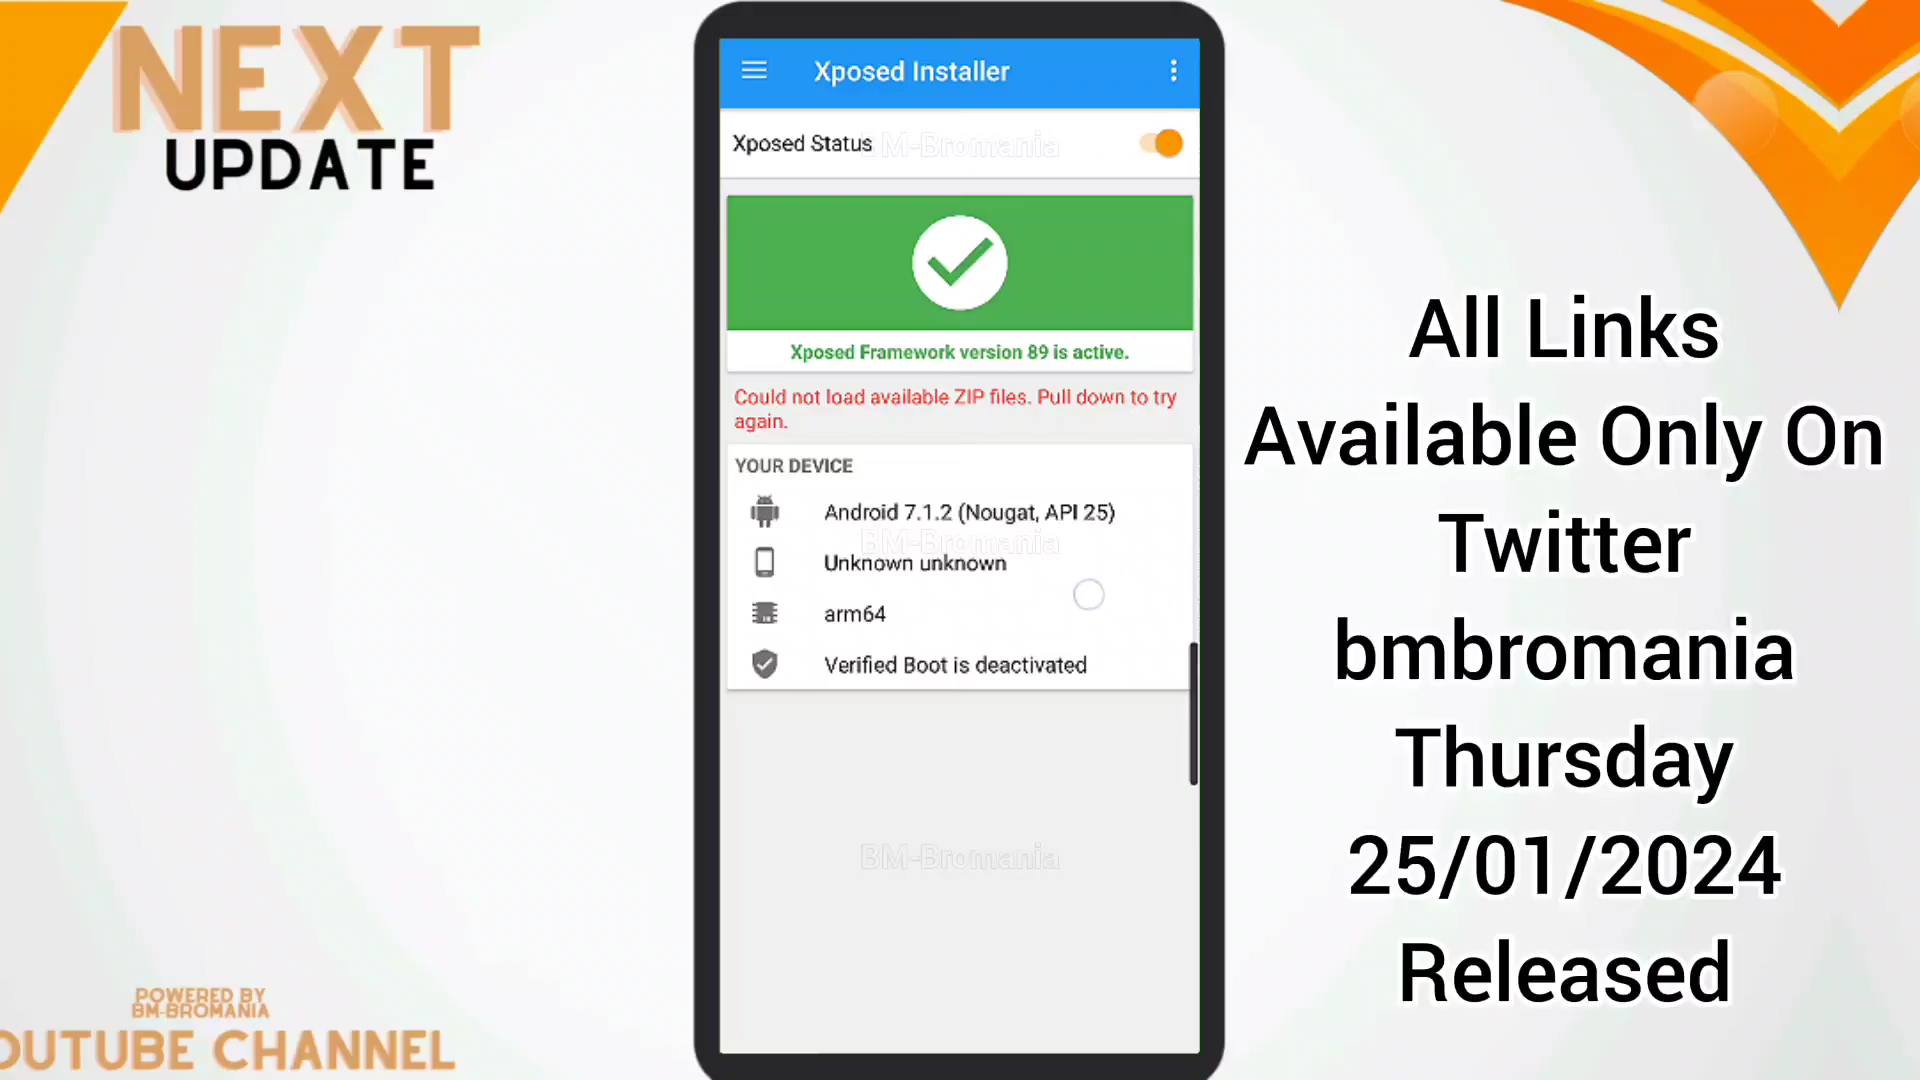 NEXT
UPDATE
Xposed Installer
Xposed Status
BM-Bromania
Xposed Framework version 89 is active.
Could not load available ZIP files. Pull down to try
again.
YOUR DEVICE
Android 7.1.2 (Nougat, API 25)
BM-Bromania
Unknown unknown
arm64
Verified Boot is deactivated
BM-Bromania
All Links
Available Only On
Twitter
bmbromania
Thursday
25/01/2024
Released
POWERED BY
BM-BROMANIA
OUTUBE CHANNEL